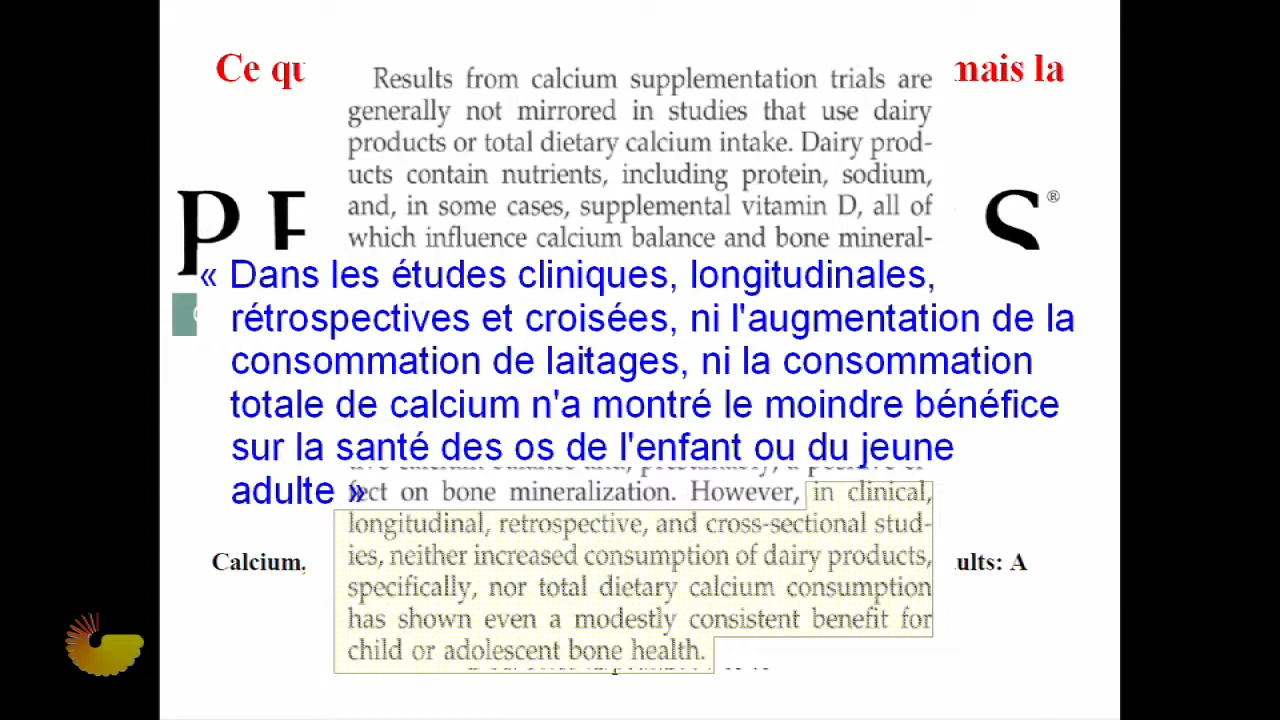 Ce qu mais la
Results from calcium supplementation trials are
generally not mirrored in studies that use dairy
products or total dietary calcium intake. Dairy prod-
ucts contain nutrients, including protein, sodium,
and, in some cases, supplemental vitamin D, all of
which influence calcium balance and bone mineral-
S®
« Dans les études cliniques, longitudinales,
rétrospectives et croisées, ni l'augmentation de la
consommation de laitages, ni la consommation
totale de calcium n'a montré le moindre bénéfice
sur la santé des os de l'enfant ou du jeune
adulte »
fect on bone mineralization. However, in clinical,
longitudinal, retrospective, and cross-sectional stud-
ies, neither increased consumption of dairy products,
specifically, nor total dietary calcium consumption
has shown even a modestly consistent benefit for
child or adolescent bone health.
Calcium, ults: A